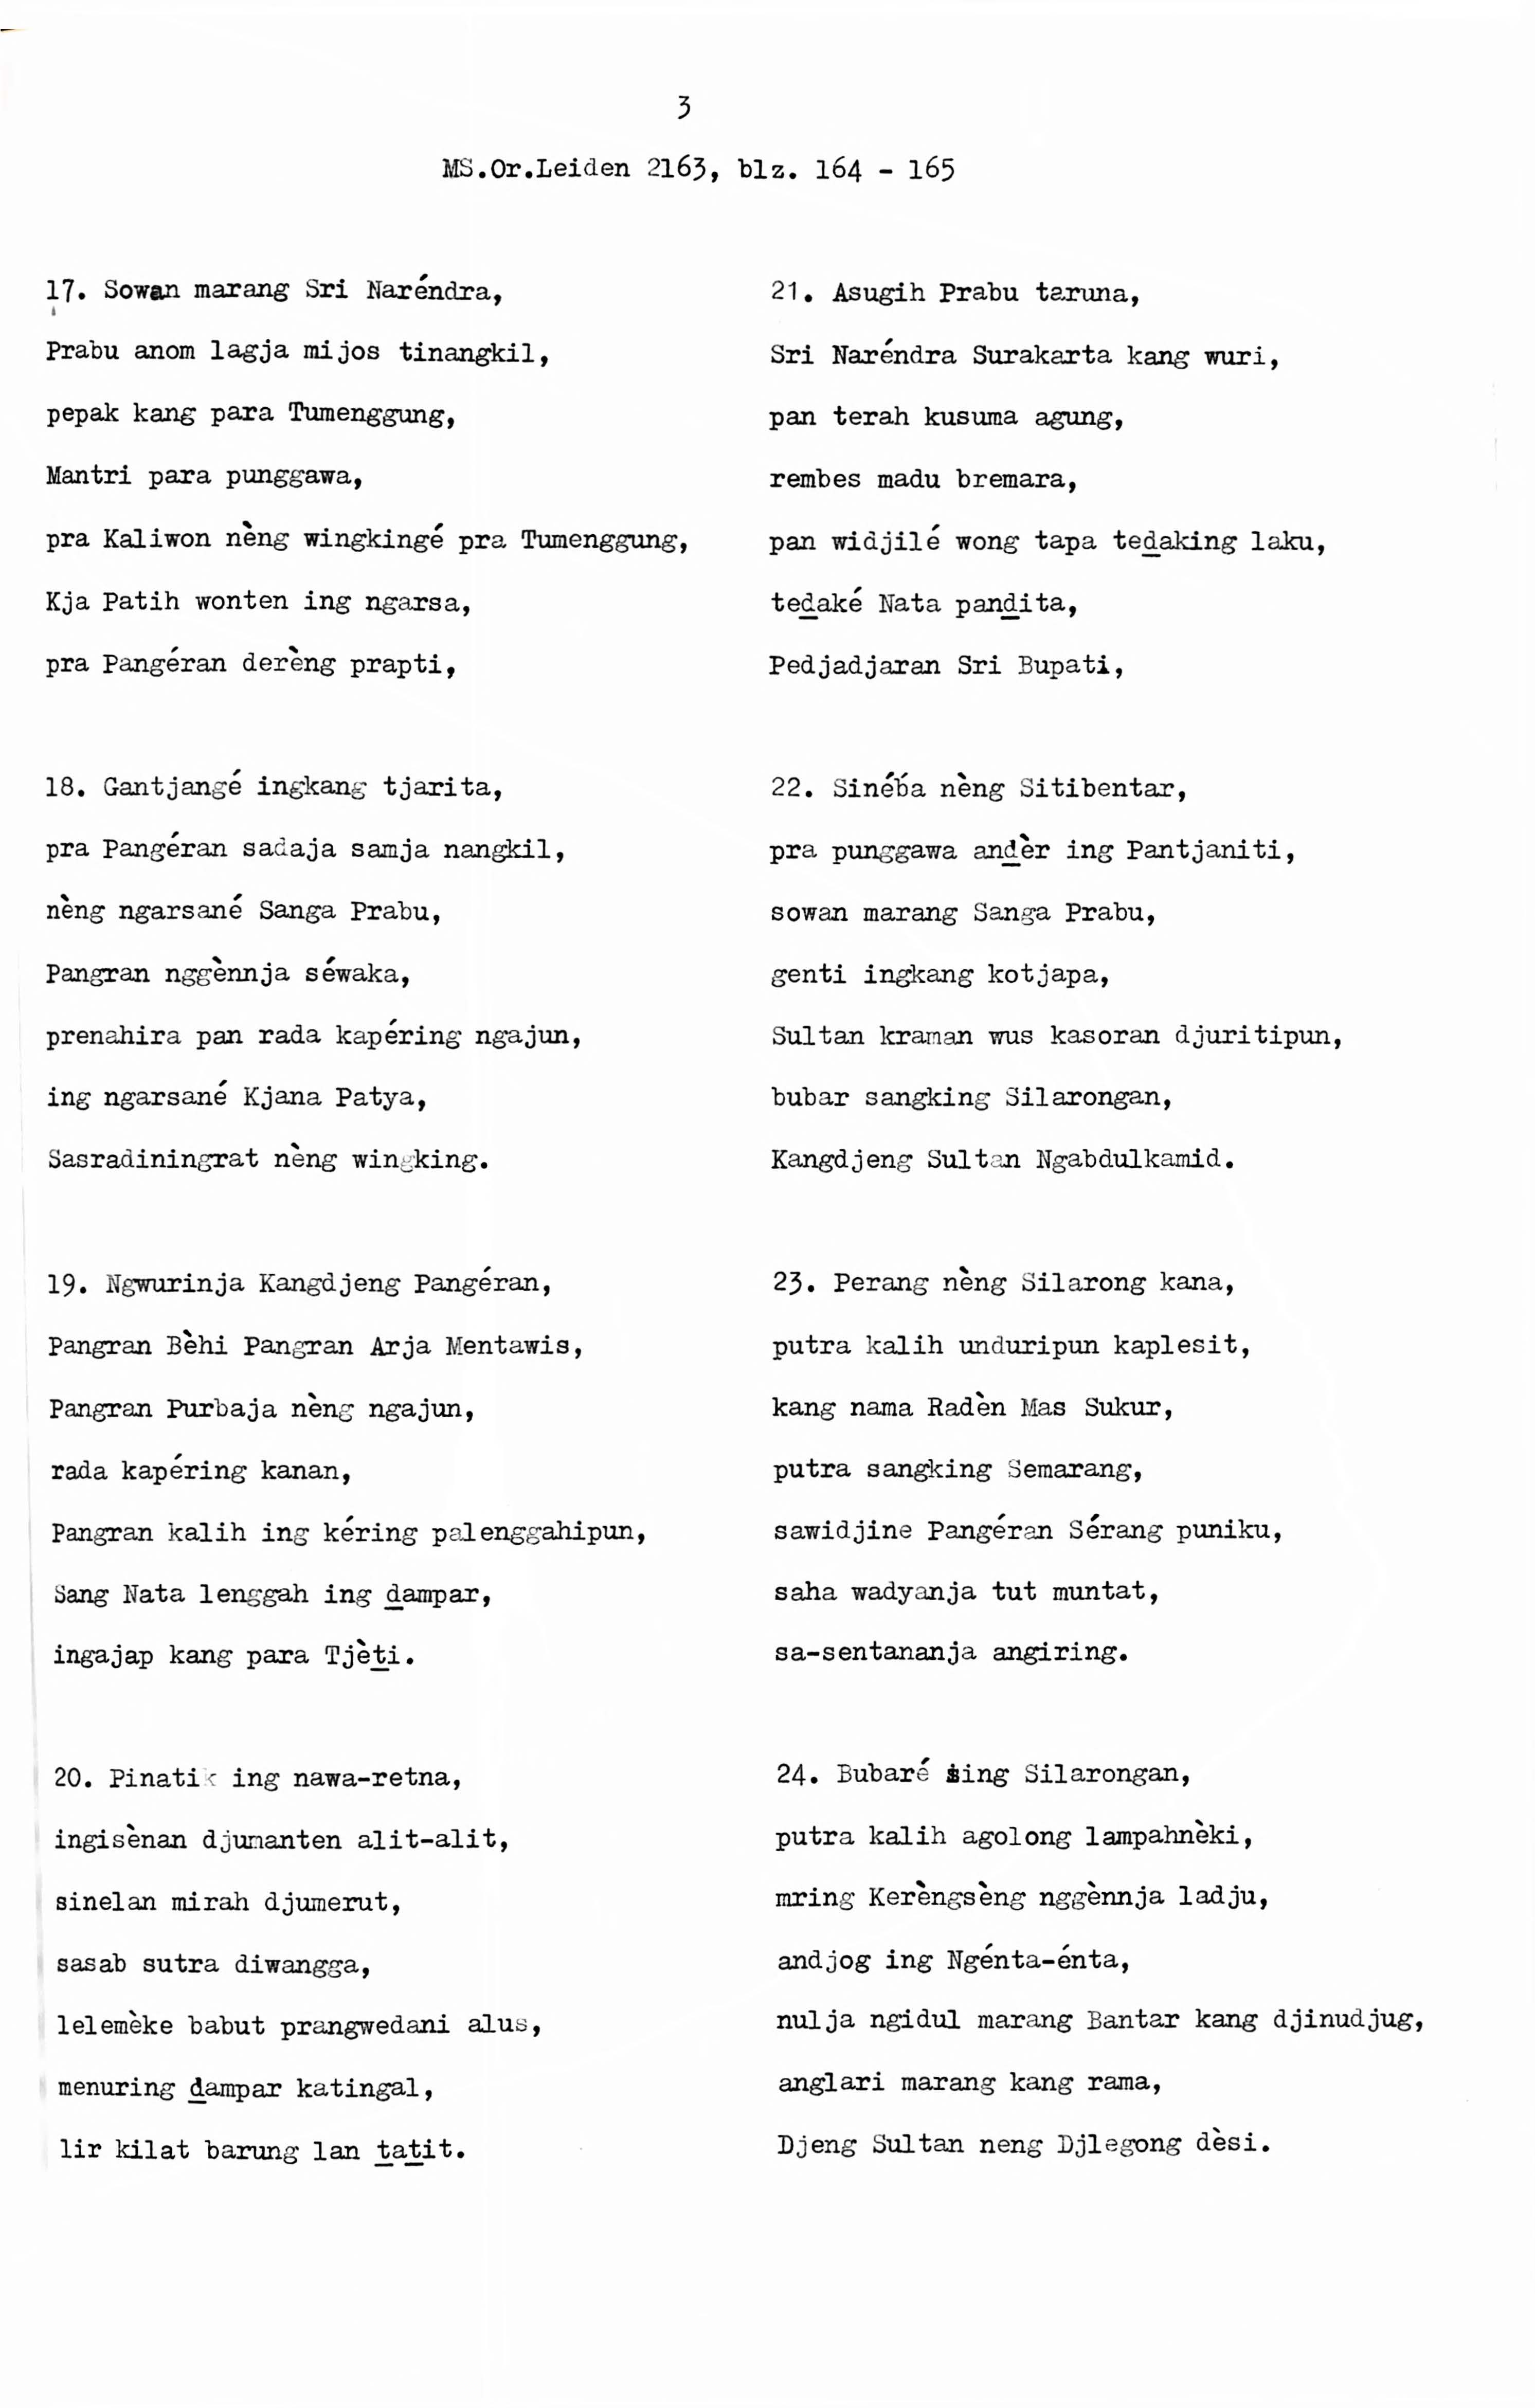 3
MS.Or.Leiden 2163, blz. 164 - 165
17. Sowan marang Sri Naréndra,
Prabu anom lagja mijos tinangkil,
pepak kang para Tumenggung,
Mantri para punggawa,
pra Kaliwon nèng wingkingé pra Tumenggung,
Kja Patih wonten ing ngarsa,
pra Pangéran derèng prapti,
18. Gantjangé ingkang tjarita,
pra Pangéran sadaja samja nangkil,
nèng ngarsané Sanga Prabu,
Pangran nggènnja séwaka,
prenahira pan rada kapéring ngajun,
ing ngarsané Kjana Patya,
Sasradiningrat nèng wingking.
19. Ngwurinja Kangdjeng Pangéran,
Pangran Bèhi Pangran Arja Mentawis,
Pangran Purbaja nèng ngajun,
rada kapéring kanan,
Pangran kalih ing kéring palenggahipun,
Sang Nata lenggah ing ḏampar,
ingajap kang para Tjèṯi.
20. Pinatik ing nawa-retna,
ingisènan djumanten alit-alit,
sinelan mirah djumerut,
sasab sutra diwangga,
lelemèke babut prangwedani alus,
menuring ḏampar katingal,
lir kilat barung lan ṯaṯit.
21. Asugih Prabu taruna,
Sri Naréndra Surakarta kang wuri,
pan terah kusuma agung,
rembes madu bremara,
pan widjilé wong tapa teḏaking laku,
teḏaké Nata panḏita,
Pedjadjaran Sri Bupati,
22. Sinéba nèng Sitibentar,
pra punggawa anḏèr ing Pantjaniti,
sowan marang Sanga Prabu,
genti ingkang kotjapa,
Sultan kraman wus kasoran djuritipun,
bubar sangking Silarongan,
Kangdjeng Sultan Ngabdulkamid.
23. Perang nèng Silarong kana,
putra kalih unduripun kaplesit,
kang nama Radèn Mas Sukur,
putra sangking Semarang,
sawidjine Pangéran Sérang puniku,
saha wadyanja tut muntat,
sa-sentananja angiring.
24. Bubaré sing Silarongan,
putra kalih agolong lampahnèki,
mring Kerèngsèng nggènnja ladju,
andjog ing Ngénta-énta,
nulja ngidul marang Bantar kang djinudjug,
anglari marang kang rama,
Djeng Sultan neng Djlegong dèsi.